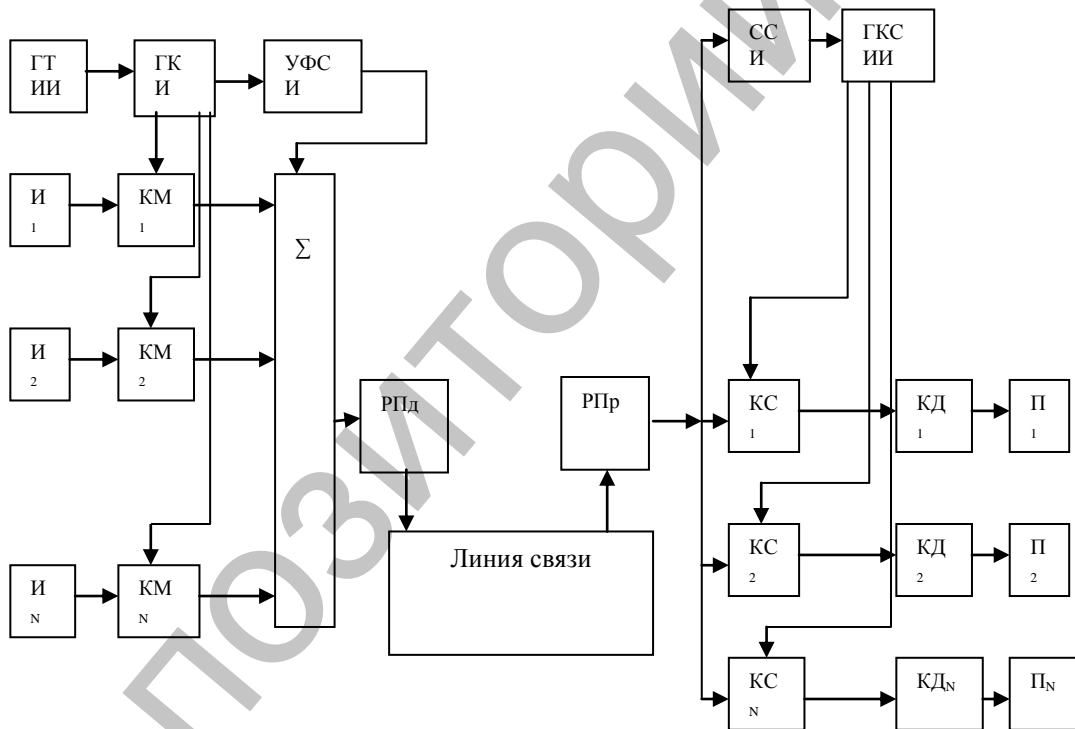 ГТ
ИИ
ГК
И
УФС
И
СС
И
ГКС
ИИ
И
1
КМ
1
∑
И
2
КМ
2
РПд
РПр
КС
1
КД
1
П
1
Линия связи
КС
2
КД
2
П
2
И
N
КМ
N
КС
N
КДN
ПN
позитории